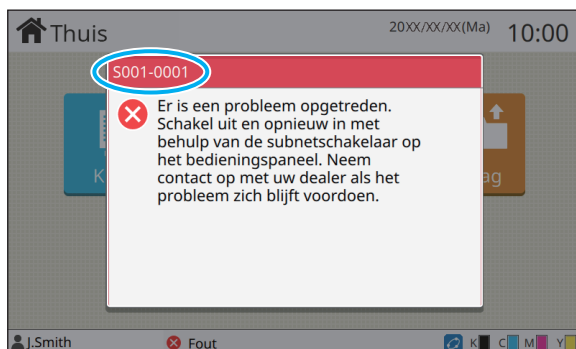 Thuis
20XX/XX/XX(Ma) 10:00
S001-0001
Er is een probleem opgetreden.
Schakel uit en opnieuw in met
behulp van de subnetschakelaar op
het bedieningspaneel. Neem
contact op met uw dealer als het
probleem zich blijft voordoen.
K
ag
J.Smith
Fout
K C M Y